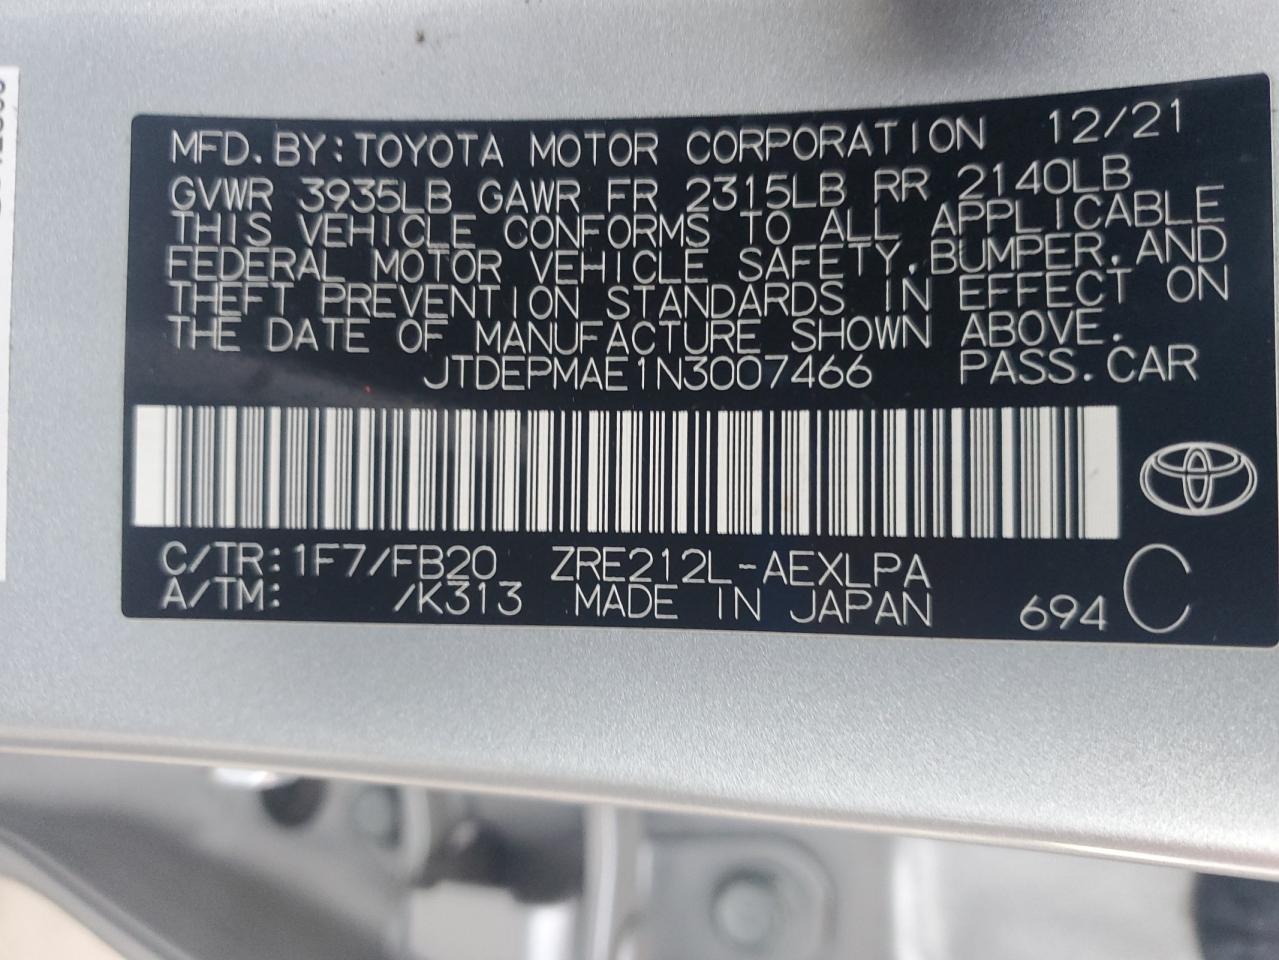 MFD. BY: TOYOTA MOTOR CORPORATION 12/21
GVWR 3935LB GAWR FR 2315LB RR 2140LB
THIS VEHICLE CONFORMS TO ALL APPLICABLE
FEDERAL MOTOR VEHICLE SAFETY, BUMPER, AND
THEFT PREVENTION STANDARDS IN EFFECT ON
THE DATE OF MANUFACTURE SHOWN ABOVE.
JTDEPMAE1N3007466 PASS. CAR
C/TR: 1F7/FB20 ZRE212L-AEXLPA
A/TM: /K313 MADE IN JAPAN 694 C